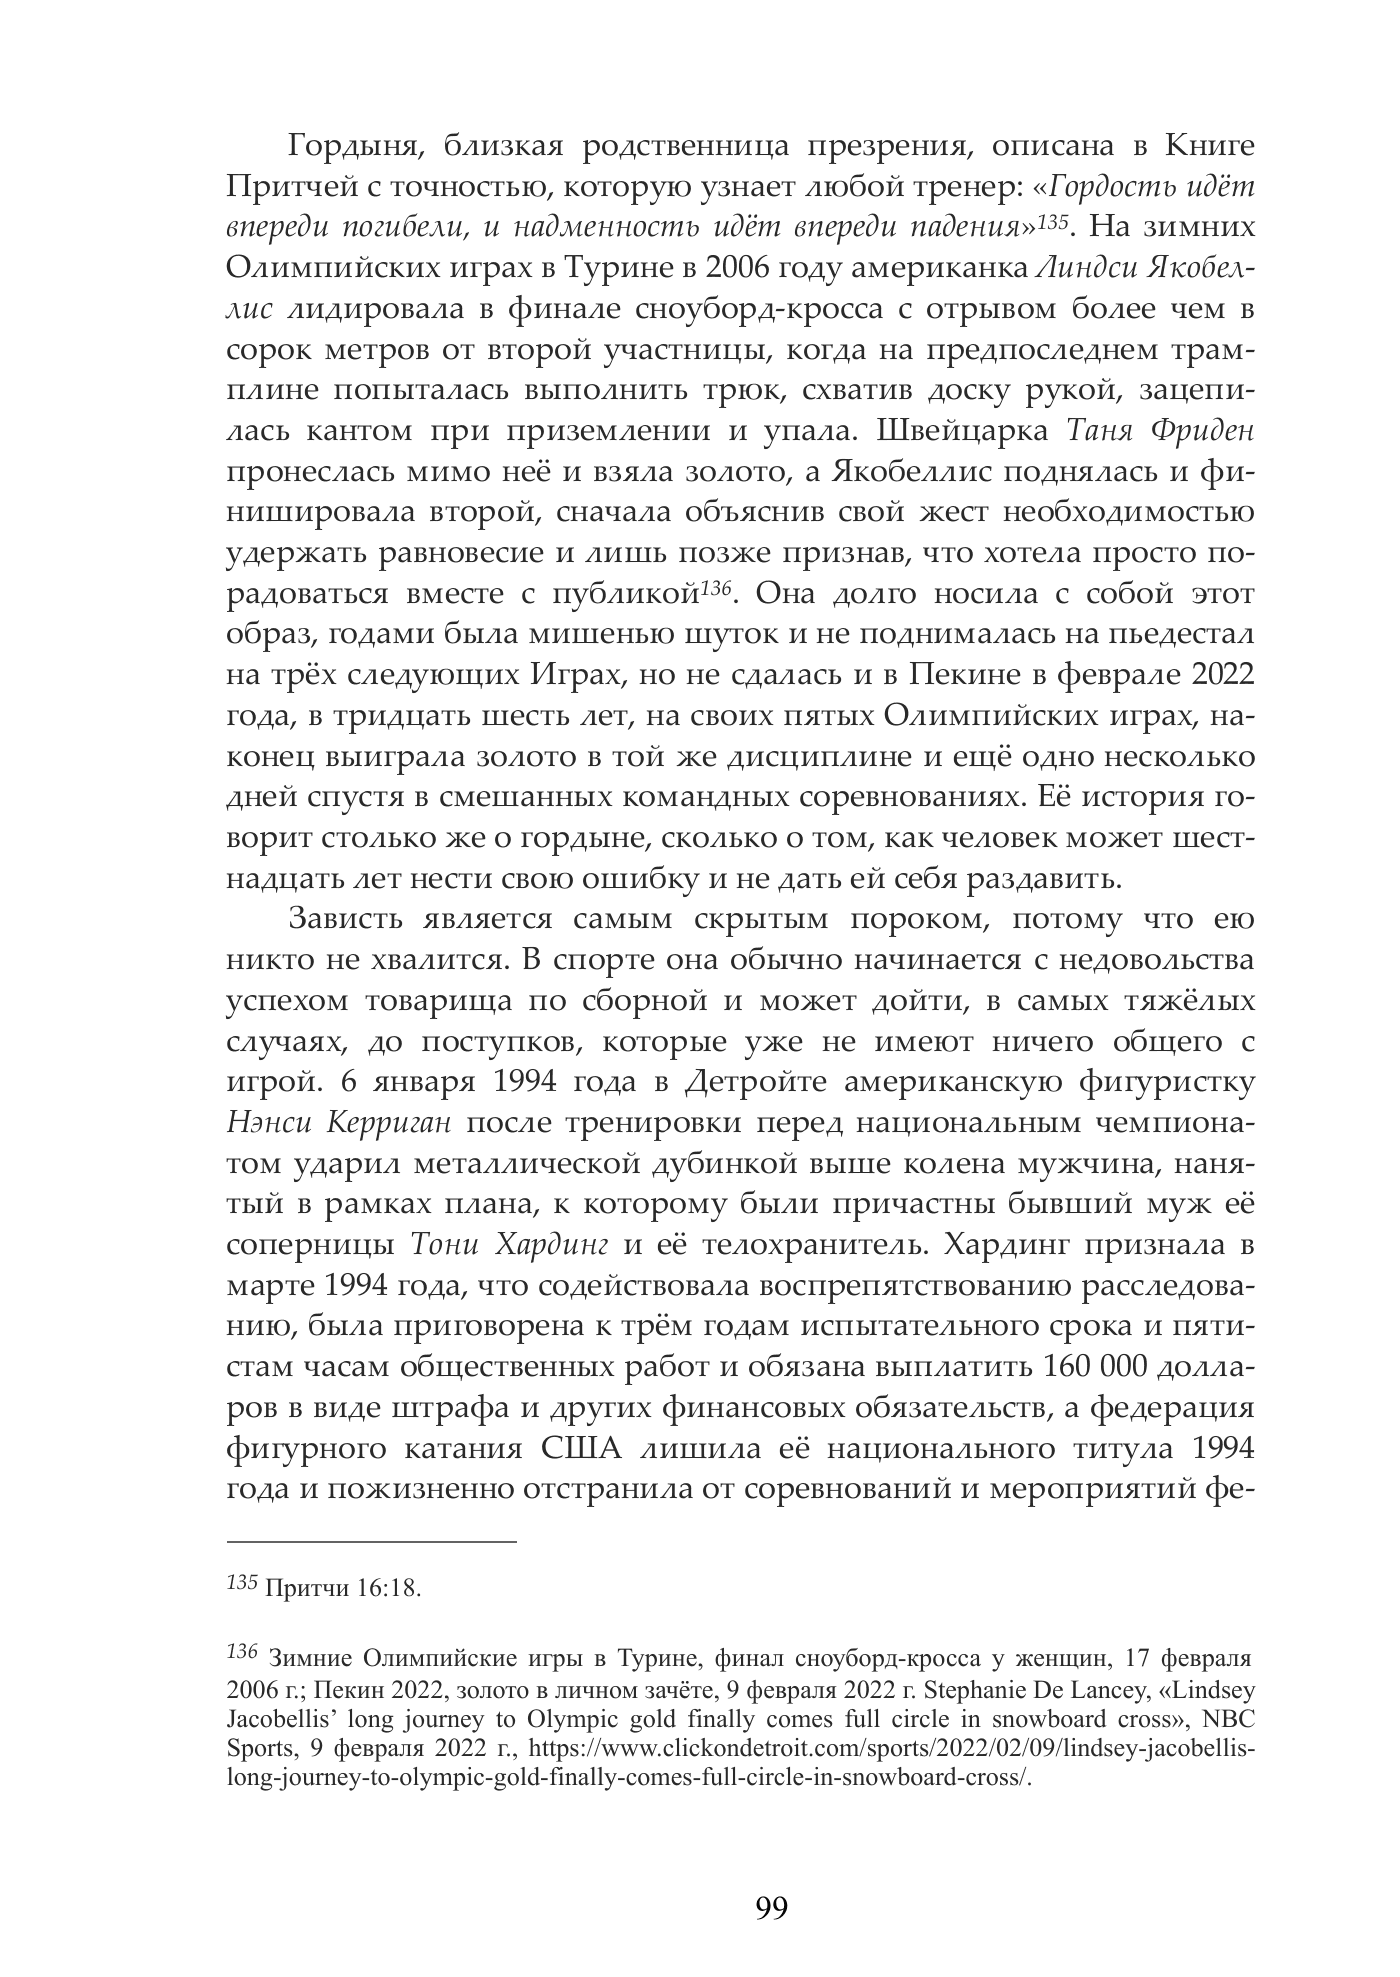 Гордыня, близкая родственница презрения, описана в Книге
Притчей с точностью, которую узнает любой тренер: «Гордость идёт
впереди погибели, и надменность идёт впереди падения»135. На зимних
Олимпийских играх в Турине в 2006 году американка Линдси Якобел-
лис лидировала в финале сноуборд-кросса с отрывом более чем в
сорок метров от второй участницы, когда на предпоследнем трам-
плине попыталась выполнить трюк, схватив доску рукой, зацепи-
лась кантом при приземлении и упала. Швейцарка Таня Фриден
пронеслась мимо неё и взяла золото, а Якобеллис поднялась и фи-
нишировала второй, сначала объяснив свой жест необходимостью
удержать равновесие и лишь позже признав, что хотела просто по-
радоваться вместе с публикой136. Она долго носила с собой этот
образ, годами была мишенью шуток и не поднималась на пьедестал
на трёх следующих Играх, но не сдалась и в Пекине в феврале 2022
года, в тридцать шесть лет, на своих пятых Олимпийских играх, на-
конец выиграла золото в той же дисциплине и ещё одно несколько
дней спустя в смешанных командных соревнованиях. Её история го-
ворит столько же о гордыне, сколько о том, как человек может шест-
надцать лет нести свою ошибку и не дать ей себя раздавить.
Зависть является самым скрытым пороком, потому что ею
никто не хвалится. В спорте она обычно начинается с недовольства
успехом товарища по сборной и может дойти, в самых тяжёлых
случаях, до поступков, которые уже не имеют ничего общего с
игрой. 6 января 1994 года в Детройте американскую фигуристку
Нэнси Керриган после тренировки перед национальным чемпиона-
том ударил металлической дубинкой выше колена мужчина, наня-
тый в рамках плана, к которому были причастны бывший муж её
соперницы Тони Хардинг и её телохранитель. Хардинг признала в
марте 1994 года, что содействовала воспрепятствованию расследова-
нию, была приговорена к трём годам испытательного срока и пяти-
стам часам общественных работ и обязана выплатить 160 000 долла-
ров в виде штрафа и других финансовых обязательств, а федерация
фигурного катания США лишила её национального титула 1994
года и пожизненно отстранила от соревнований и мероприятий фе-
135 Притчи 16:18.
136 Зимние Олимпийские игры в Турине, финал сноуборд-кросса у женщин, 17 февраля
2006 г.; Пекин 2022, золото в личном зачёте, 9 февраля 2022 г. Stephanie De Lancey, «Lindsey
Jacobellis’ long journey to Olympic gold finally comes full circle in snowboard cross», NBC
Sports, 9 февраля 2022 г., https://www.clickondetroit.com/sports/2022/02/09/lindsey-jacobellis-
long-journey-to-olympic-gold-finally-comes-full-circle-in-snowboard-cross/.
99